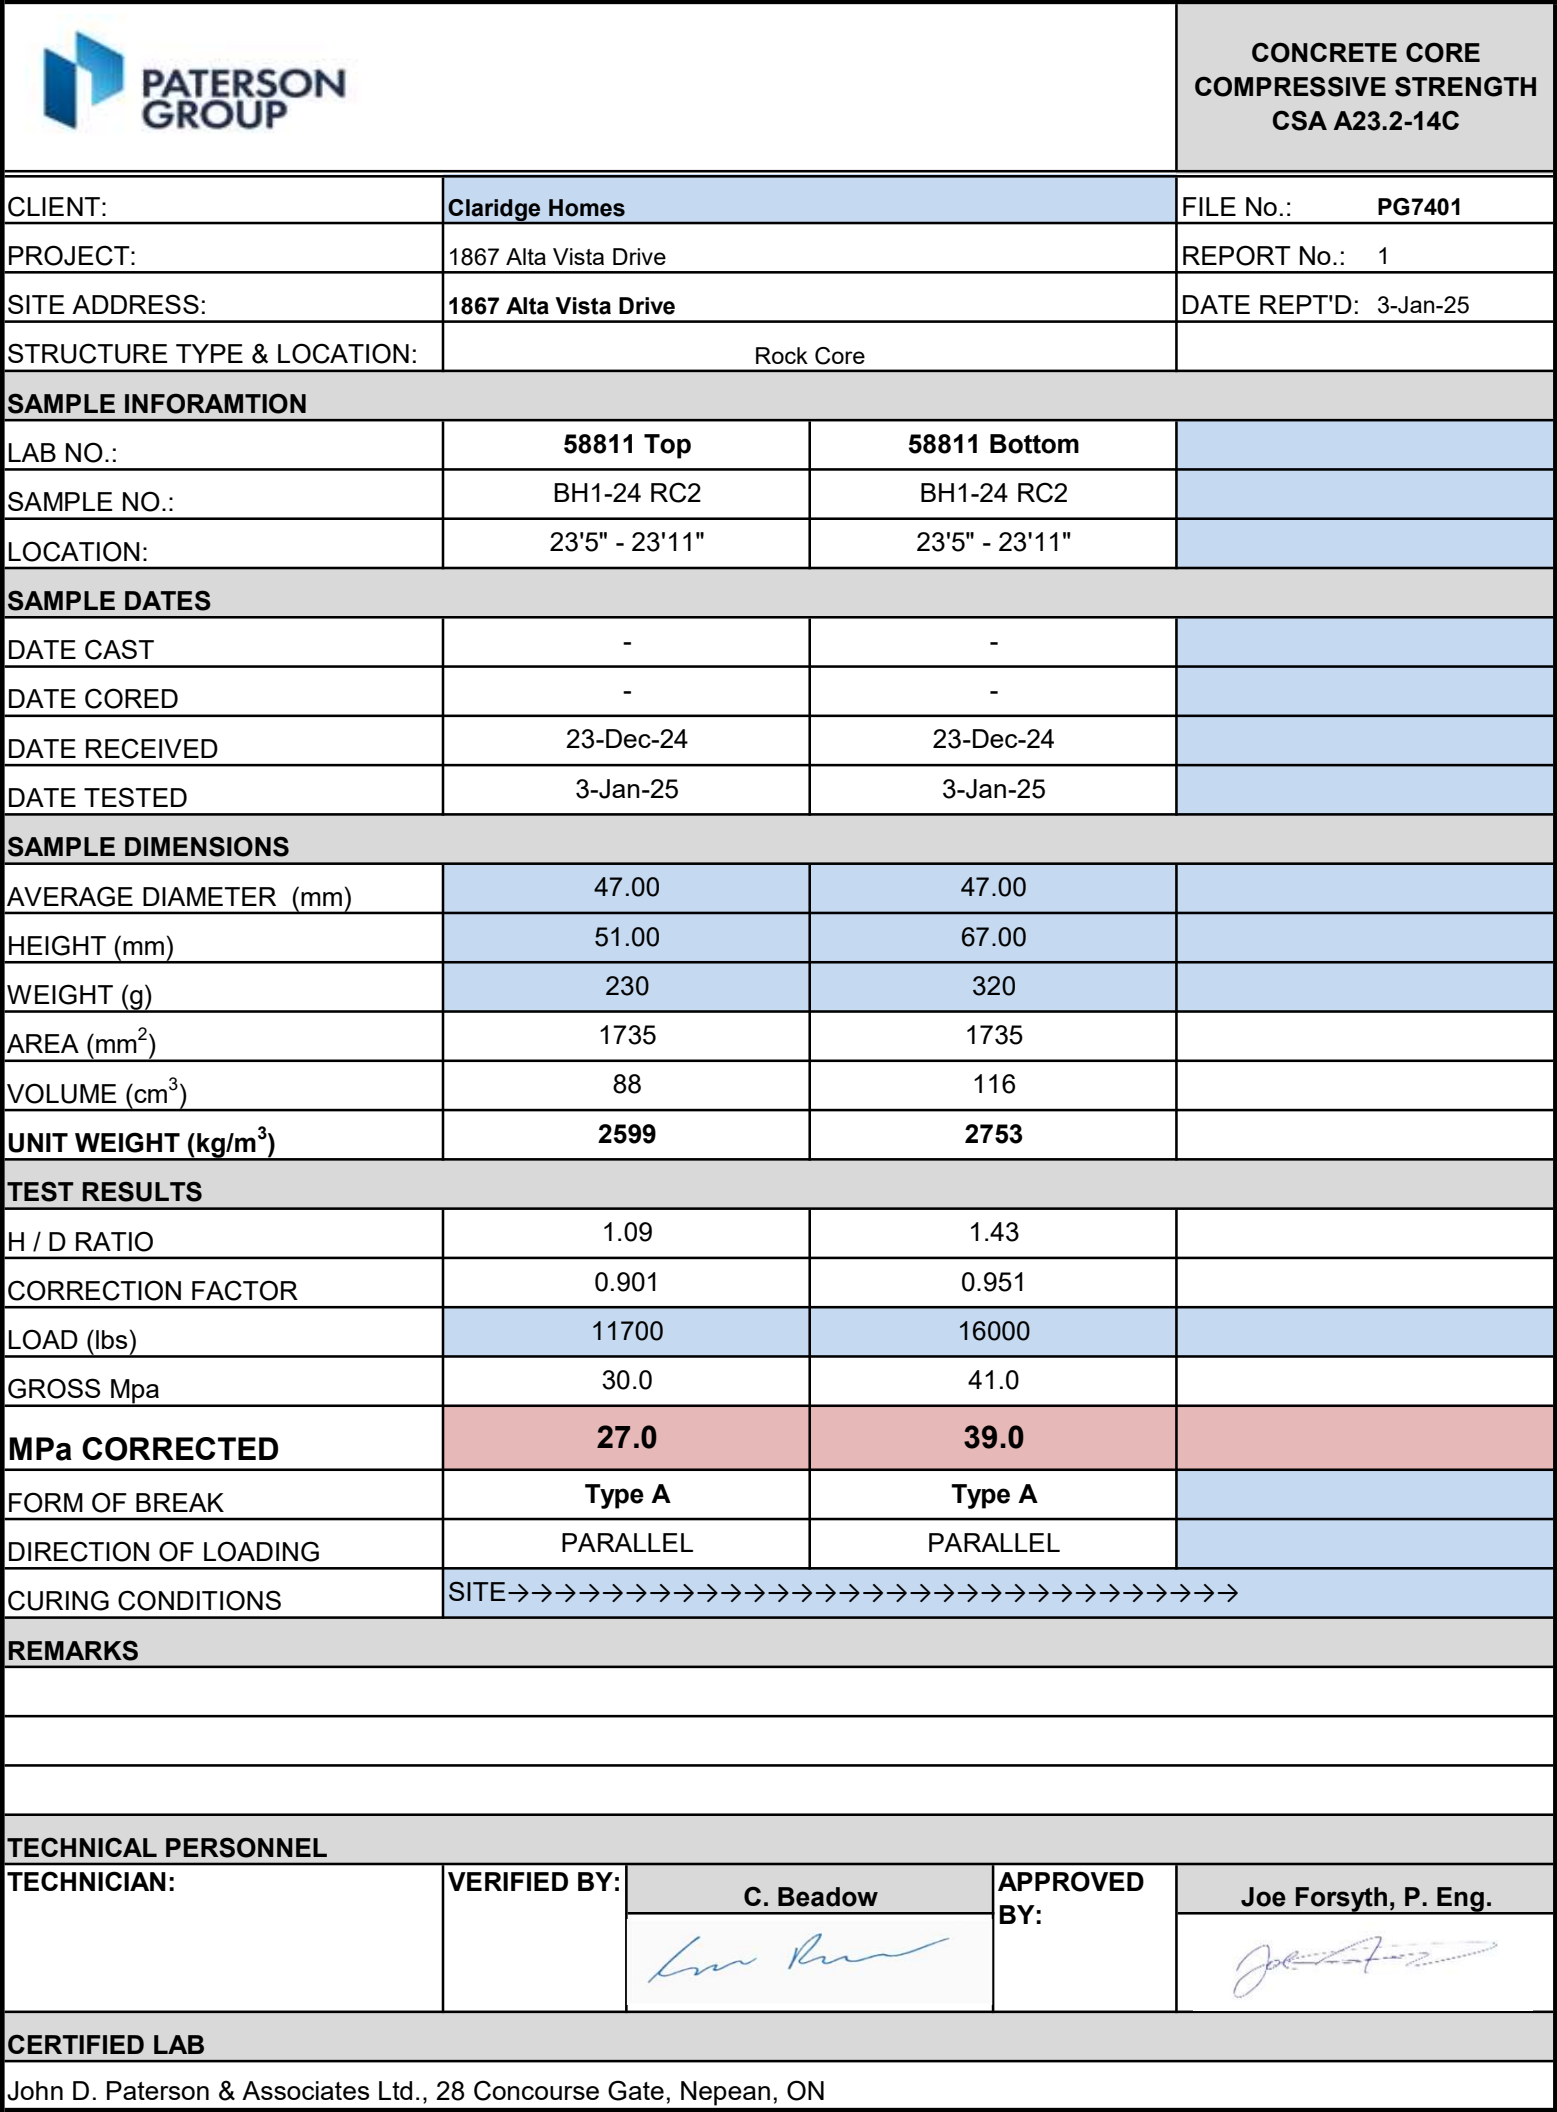 PATERSON
GROUP
CONCRETE CORE
COMPRESSIVE STRENGTH
CSA A23.2-14C
CLIENT: Claridge Homes FILE No.: PG7401
PROJECT: 1867 Alta Vista Drive REPORT No.: 1
SITE ADDRESS: 1867 Alta Vista Drive DATE REPT'D: 3-Jan-25
STRUCTURE TYPE & LOCATION: Rock Core
SAMPLE INFORAMTION
LAB NO.: 58811 Top 58811 Bottom
SAMPLE NO.: BH1-24 RC2 BH1-24 RC2
LOCATION: 23'5" - 23'11" 23'5" - 23'11"
SAMPLE DATES
DATE CAST - -
DATE CORED - -
DATE RECEIVED 23-Dec-24 23-Dec-24
DATE TESTED 3-Jan-25 3-Jan-25
SAMPLE DIMENSIONS
AVERAGE DIAMETER (mm) 47.00 47.00
HEIGHT (mm) 51.00 67.00
WEIGHT (g) 230 320
AREA (mm²) 1735 1735
VOLUME (cm³) 88 116
UNIT WEIGHT (kg/m³) 2599 2753
TEST RESULTS
H / D RATIO 1.09 1.43
CORRECTION FACTOR 0.901 0.951
LOAD (lbs) 11700 16000
GROSS Mpa 30.0 41.0
MPa CORRECTED 27.0 39.0
FORM OF BREAK Type A Type A
DIRECTION OF LOADING PARALLEL PARALLEL
CURING CONDITIONS SITE→→→→→→→→→→→→→→→→→→→→→→→→→→→→→→→
REMARKS
TECHNICAL PERSONNEL
TECHNICIAN: VERIFIED BY: C. Beadow APPROVED BY: Joe Forsyth, P. Eng.
CERTIFIED LAB
John D. Paterson & Associates Ltd., 28 Concourse Gate, Nepean, ON